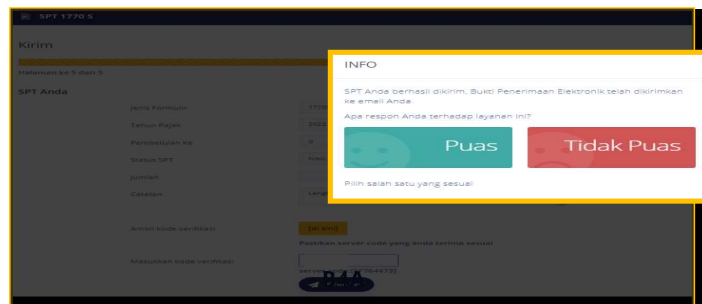 SPT 1770 S
Kirim
Halaman ke 5 dari 5
SPT Anda
Jenis Formulir
Tahun Pajak
Pembetulan Ke
Status SPT
Jumlah
Catatan
Ambil kode verifikasi
Pastikan server code yang anda terima sesuai
Masukkan kode verifikasi
INFO
SPT Anda berhasil dikirim, Bukti Penerimaan Elektronik telah dikirimkan
ke email Anda.
Apa respon Anda terhadap layanan ini?
Puas
Tidak Puas
Pilih salah satu yang sesuai